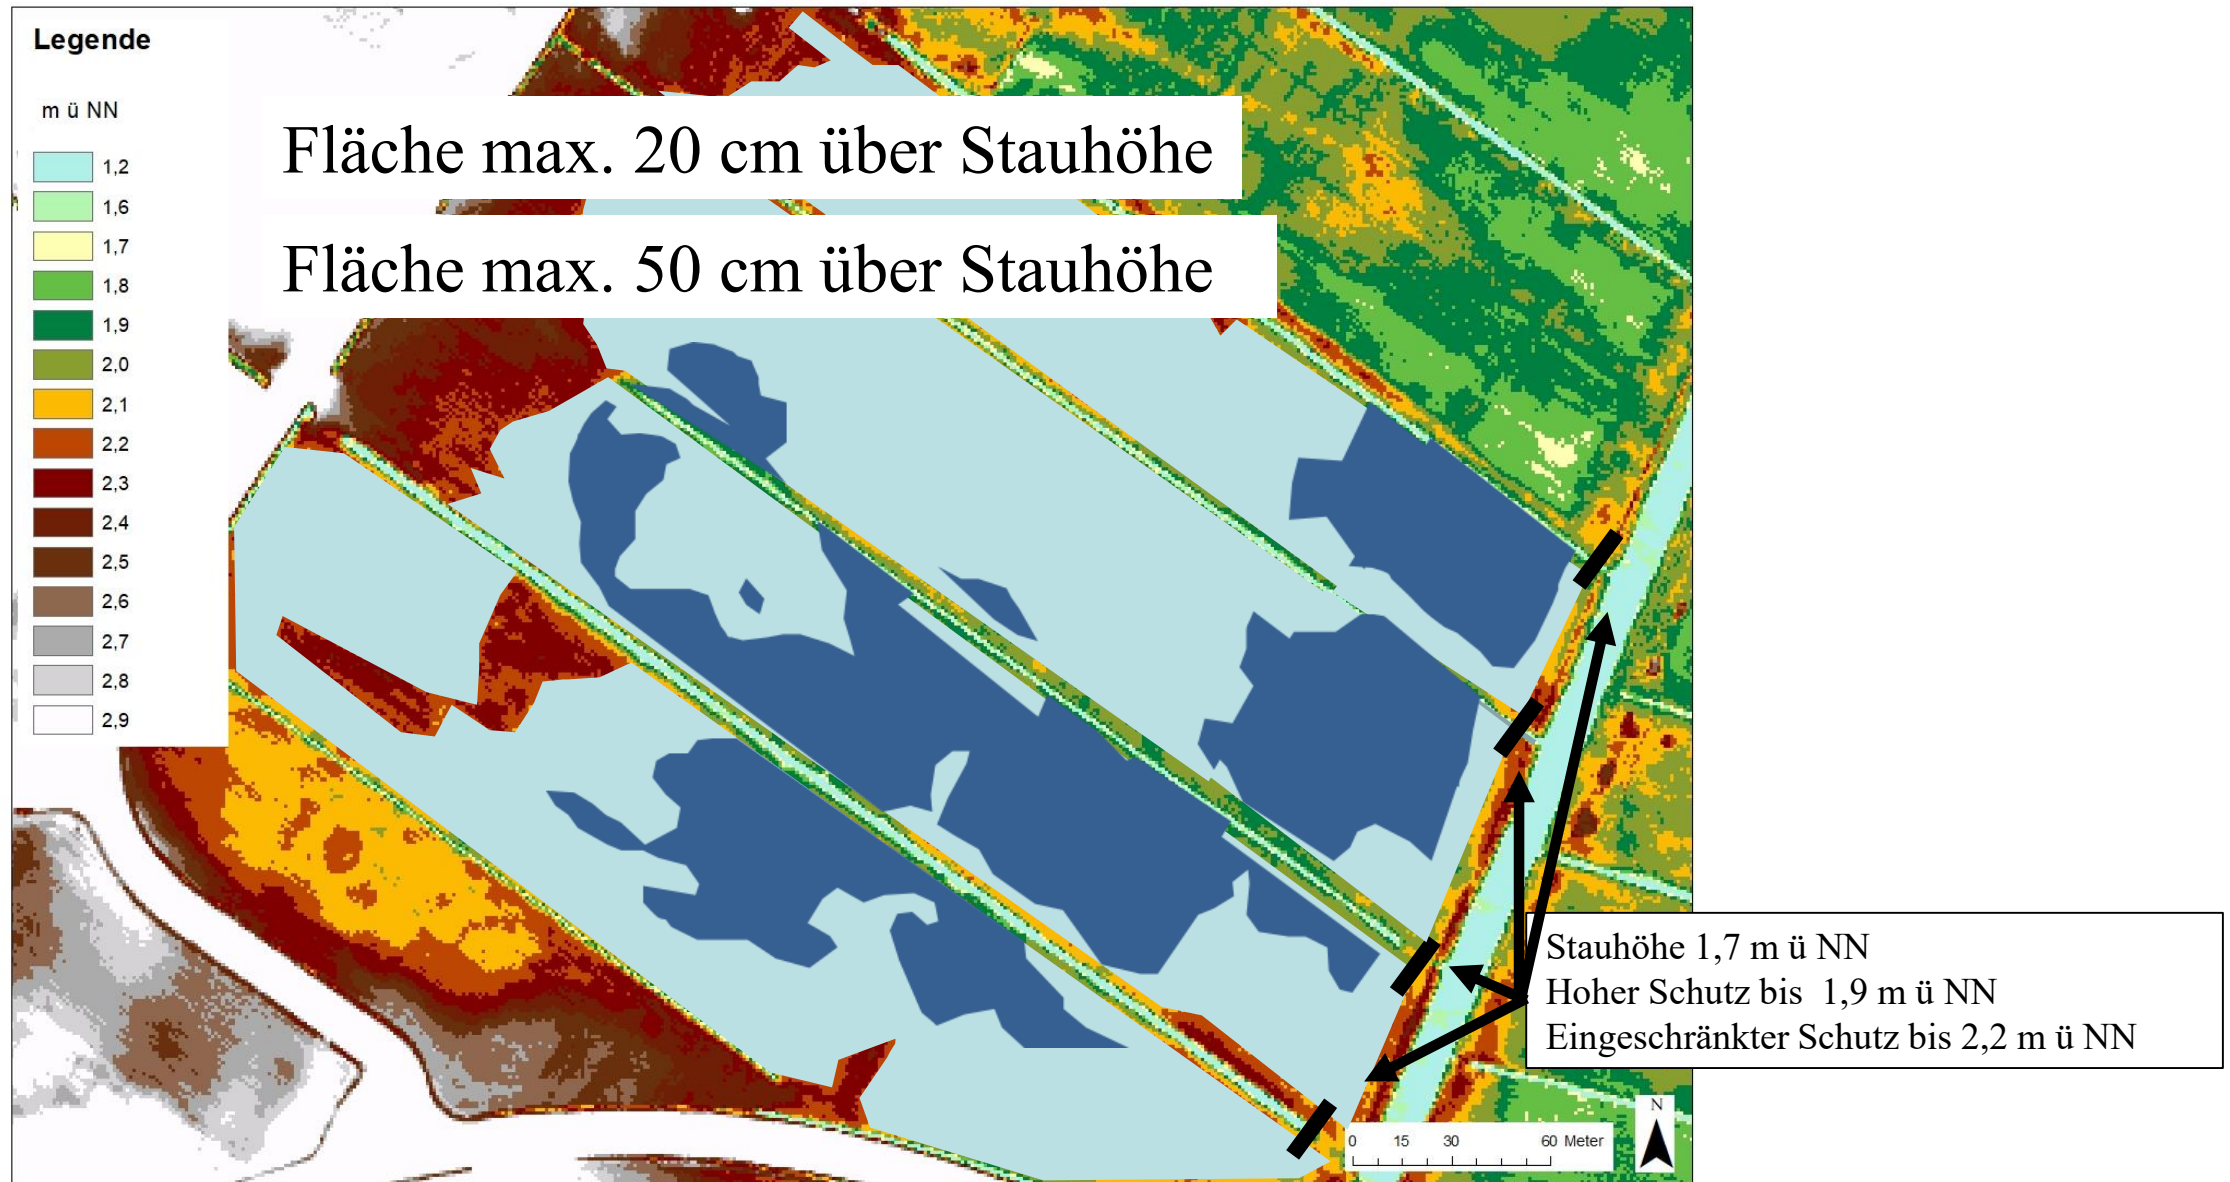 Legende
m ü NN
1,2
1,6
1,7
1,8
1,9
2,0
2,1
2,2
2,3
2,4
2,5
2,6
2,7
2,8
2,9
Fläche max. 20 cm über Stauhöhe
Fläche max. 50 cm über Stauhöhe
Stauhöhe 1,7 m ü NN
Hoher Schutz bis 1,9 m ü NN
Eingeschränkter Schutz bis 2,2 m ü NN
0 15 30 60 Meter
N